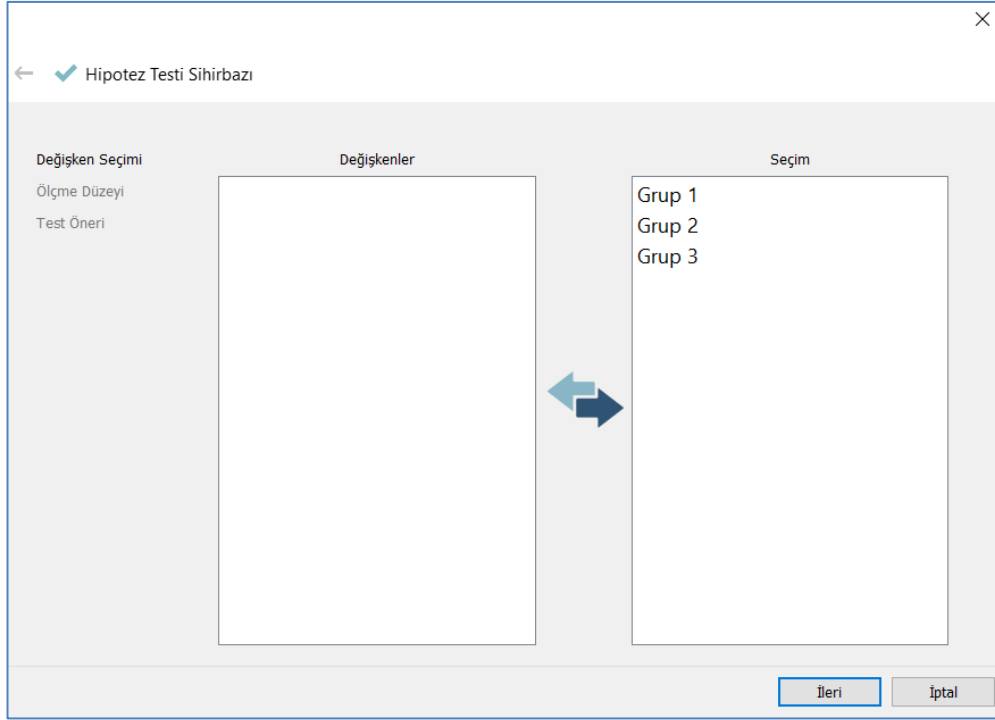 Hipotez Testi Sihirbazı
Değişken Seçimi
Ölçme Düzeyi
Test Öneri
Değişkenler
Seçim
Grup 1
Grup 2
Grup 3
İleri
İptal